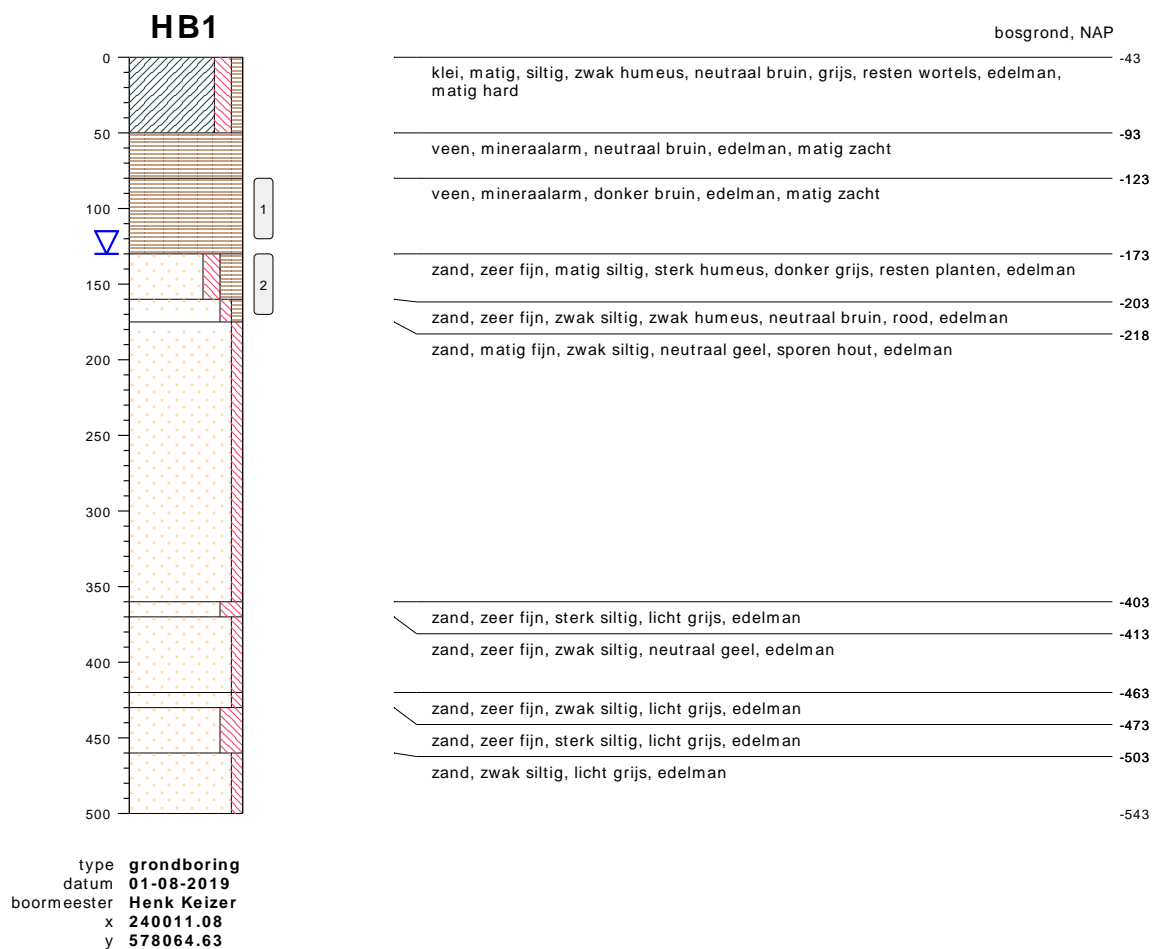 HB1
bosgrond, NAP
0
-43
klei, matig, siltig, zwak humeus, neutraal bruin, grijs, resten wortels, edelman,
matig hard
50
-93
veen, mineraalarm, neutraal bruin, edelman, matig zacht
-123
veen, mineraalarm, donker bruin, edelman, matig zacht
100
1
-173
zand, zeer fijn, matig siltig, sterk humeus, donker grijs, resten planten, edelman
150
2
-203
zand, zeer fijn, zwak siltig, zwak humeus, neutraal bruin, rood, edelman
-218
zand, matig fijn, zwak siltig, neutraal geel, sporen hout, edelman
200
250
300
350
-403
zand, zeer fijn, sterk siltig, licht grijs, edelman
-413
zand, zeer fijn, zwak siltig, neutraal geel, edelman
400
-463
zand, zeer fijn, zwak siltig, licht grijs, edelman
-473
zand, zeer fijn, sterk siltig, licht grijs, edelman
450
-503
zand, zwak siltig, licht grijs, edelman
500
-543
type grondboring
datum 01-08-2019
boormeester Henk Keizer
x 240011.08
y 578064.63